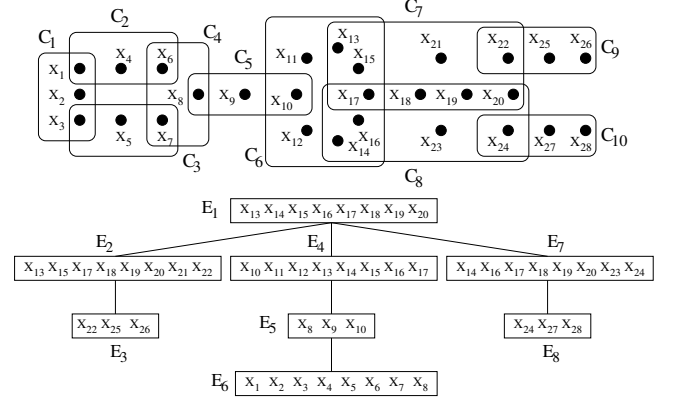 C₂ C₇
C₁ C₄
X₁₃
X₄ X₆ C₅ X₁₁ X₁₅ X₂₁ X₂₂ X₂₅ X₂₆ C₉
X₁
X₂ X₈ X₉ X₁₀ X₁₇ X₁₈ X₁₉ X₂₀
X₃
X₅ X₇ X₁₂ X₁₆ X₂₃ X₂₄ X₂₇ X₂₈ C₁₀
X₁₄
C₃ C₆ C₈
E₁ X₁₃ X₁₄ X₁₅ X₁₆ X₁₇ X₁₈ X₁₉ X₂₀
E₂ E₄ E₇
X₁₃ X₁₅ X₁₇ X₁₈ X₁₉ X₂₀ X₂₁ X₂₂ X₁₀ X₁₁ X₁₂ X₁₃ X₁₄ X₁₅ X₁₆ X₁₇ X₁₄ X₁₆ X₁₇ X₁₈ X₁₉ X₂₀ X₂₃ X₂₄
X₂₂ X₂₅ X₂₆ E₅ X₈ X₉ X₁₀ X₂₄ X₂₇ X₂₈
E₃ E₈
E₆ X₁ X₂ X₃ X₄ X₅ X₆ X₇ X₈